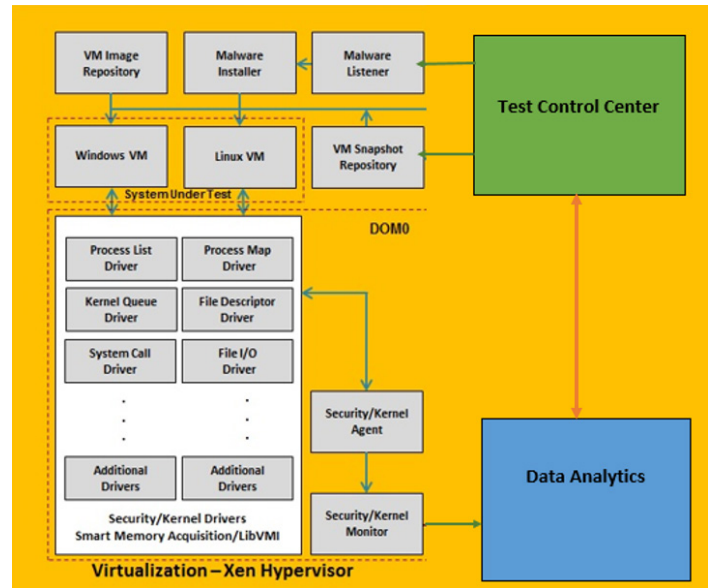 VM Image
Repository
Malware
Installer
Malware
Listener
Test Control Center
Windows VM
Linux VM
VM Snapshot
Repository
SystemUnderTest
DOM0
Process List
Driver
Process Map
Driver
Kernel Queue
Driver
File Descriptor
Driver
System Call
Driver
File I/O
Driver
.
.
.
.
.
.
Security/Kernel
Agent
Additional
Drivers
Additional
Drivers
Data Analytics
Security/Kernel Drivers
Smart Memory Acquisition/LibVMI
Security/Kernel
Monitor
Virtualization – Xen Hypervisor